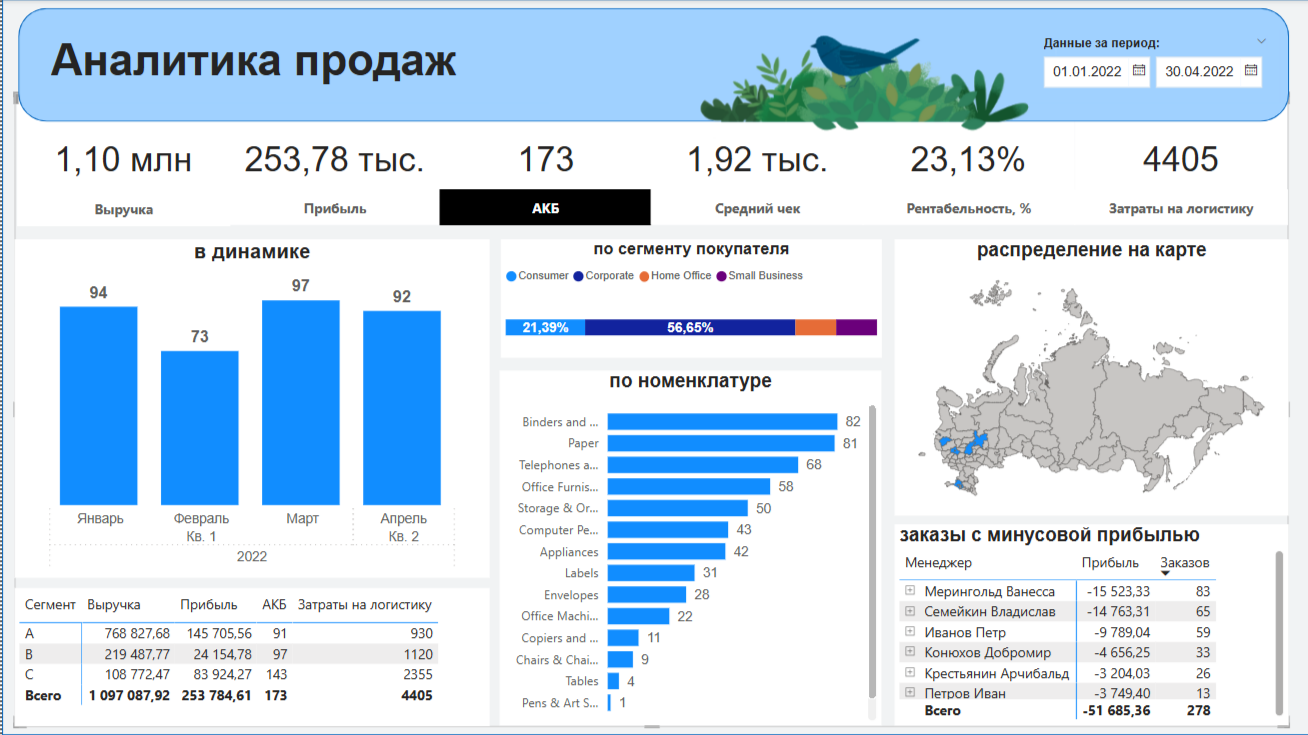 Аналитика продаж
Данные за период:
01.01.2022
30.04.2022
1,10 млн
Выручка
253,78 тыс.
Прибыль
173
АКБ
1,92 тыс.
Средний чек
23,13%
Рентабельность, %
4405
Затраты на логистику
в динамике
94
73
97
92
Январь
Февраль
Март
Апрель
Кв. 1
Кв. 2
2022
Сегмент Выручка Прибыль АКБ Затраты на логистику
A 768 827,68 145 705,56 91 930
B 219 487,77 24 154,78 97 1120
C 108 772,47 83 924,27 143 2355
Всего 1 097 087,92 253 784,61 173 4405
по сегменту покупателя
Consumer Corporate Home Office Small Business
21,39% 56,65%
по номенклатуре
Binders and ... 82
Paper 81
Telephones a... 68
Office Furnis... 58
Storage & Or... 50
Computer Pe... 43
Appliances 42
Labels 31
Envelopes 28
Office Machi... 22
Copiers and ... 11
Chairs & Chai... 9
Tables 4
Pens & Art S... 1
распределение на карте
заказы с минусовой прибылью
Менеджер Прибыль Заказов
Мерингольд Ванесса -15 523,33 83
Семейкин Владислав -14 763,31 65
Иванов Петр -9 789,04 59
Конюхов Добромир -4 656,25 33
Крестьянин Арчибальд -3 204,03 26
Петров Иван -3 749,40 13
Всего -51 685,36 278